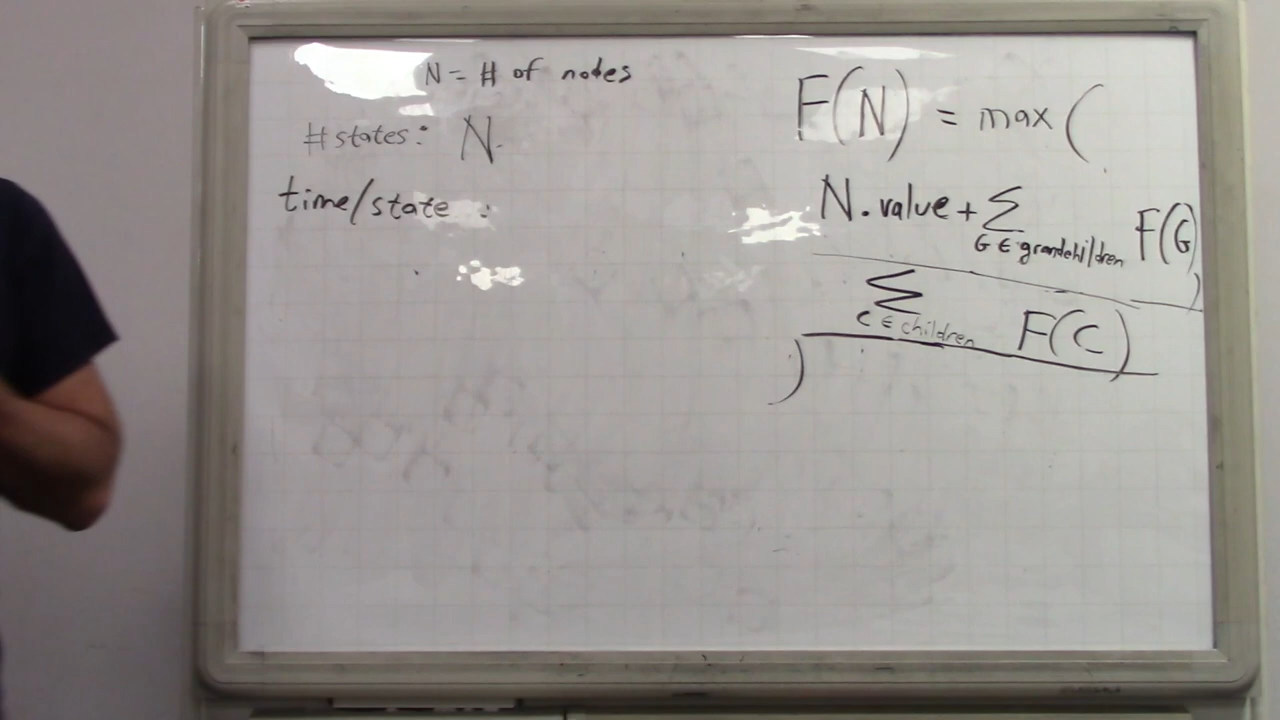 N = # of nodes
# states: N
time/state :
F(N) = max (
N.value + Σ F(G)
G ∈ grandchildren
)
Σ F(C)
C ∈ children
)